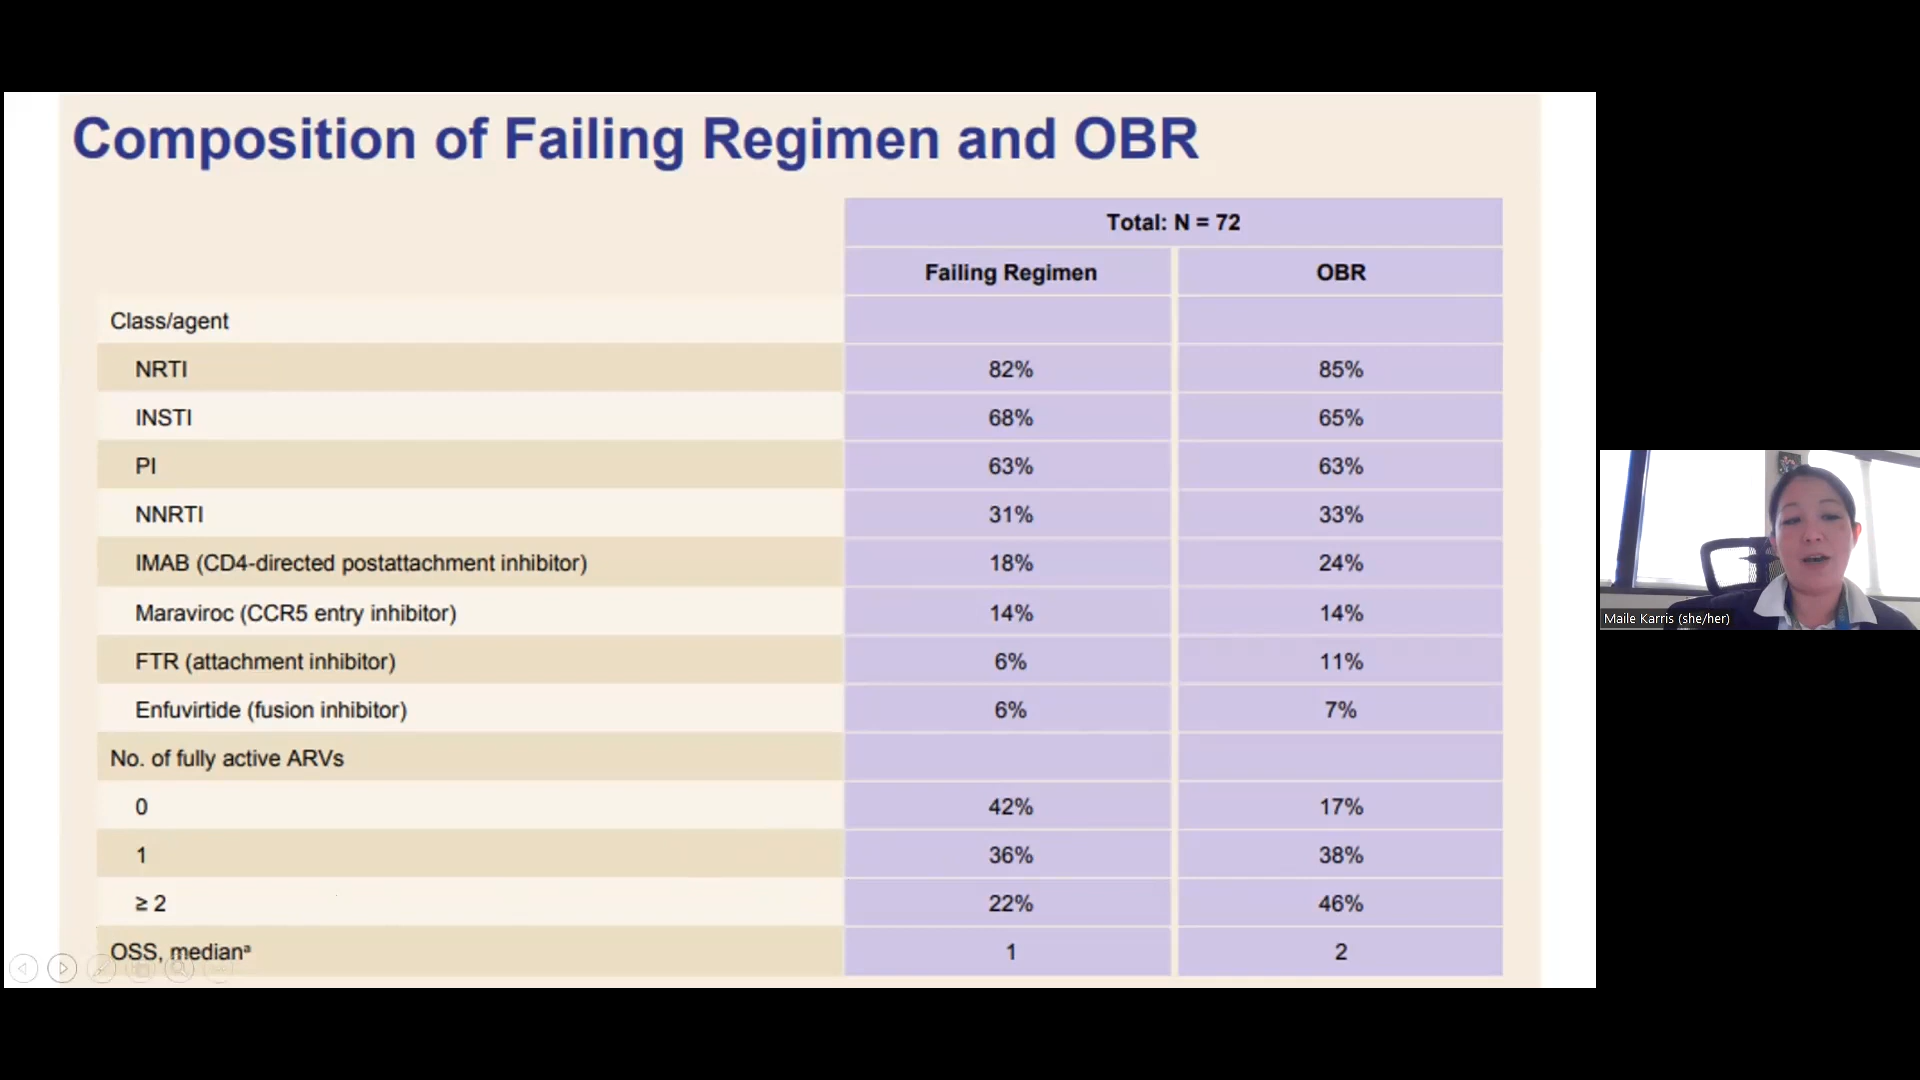 Composition of Failing Regimen and OBR
Total: N = 72
Failing Regimen OBR
Class/agent
NRTI 82% 85%
INSTI 68% 65%
PI 63% 63%
NNRTI 31% 33%
IMAB (CD4-directed postattachment inhibitor) 18% 24%
Maraviroc (CCR5 entry inhibitor) 14% 14%
FTR (attachment inhibitor) 6% 11%
Enfuvirtide (fusion inhibitor) 6% 7%
No. of fully active ARVs
0 42% 17%
1 36% 38%
≥ 2 22% 46%
OSS, medianᵃ 1 2
Maile Karris (she/her)